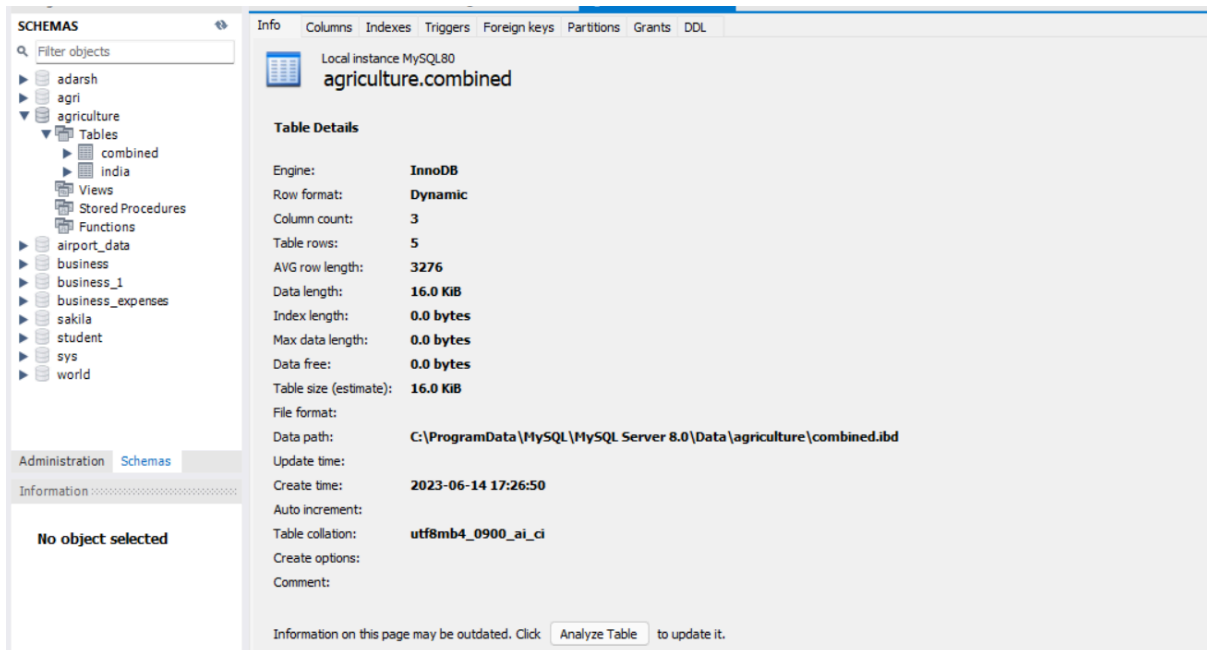 SCHEMAS
Filter objects
adarsh
agri
agriculture
Tables
combined
india
Views
Stored Procedures
Functions
airport_data
business
business_1
business_expenses
sakila
student
sys
world
Administration Schemas
Information
No object selected
Info Columns Indexes Triggers Foreign keys Partitions Grants DDL
Local instance MySQL80
agriculture.combined
Table Details
Engine: InnoDB
Row format: Dynamic
Column count: 3
Table rows: 5
AVG row length: 3276
Data length: 16.0 KiB
Index length: 0.0 bytes
Max data length: 0.0 bytes
Data free: 0.0 bytes
Table size (estimate): 16.0 KiB
File format:
Data path: C:\ProgramData\MySQL\MySQL Server 8.0\Data\agriculture\combined.ibd
Update time:
Create time: 2023-06-14 17:26:50
Auto increment:
Table collation: utf8mb4_0900_ai_ci
Create options:
Comment:
Information on this page may be outdated. Click Analyze Table to update it.